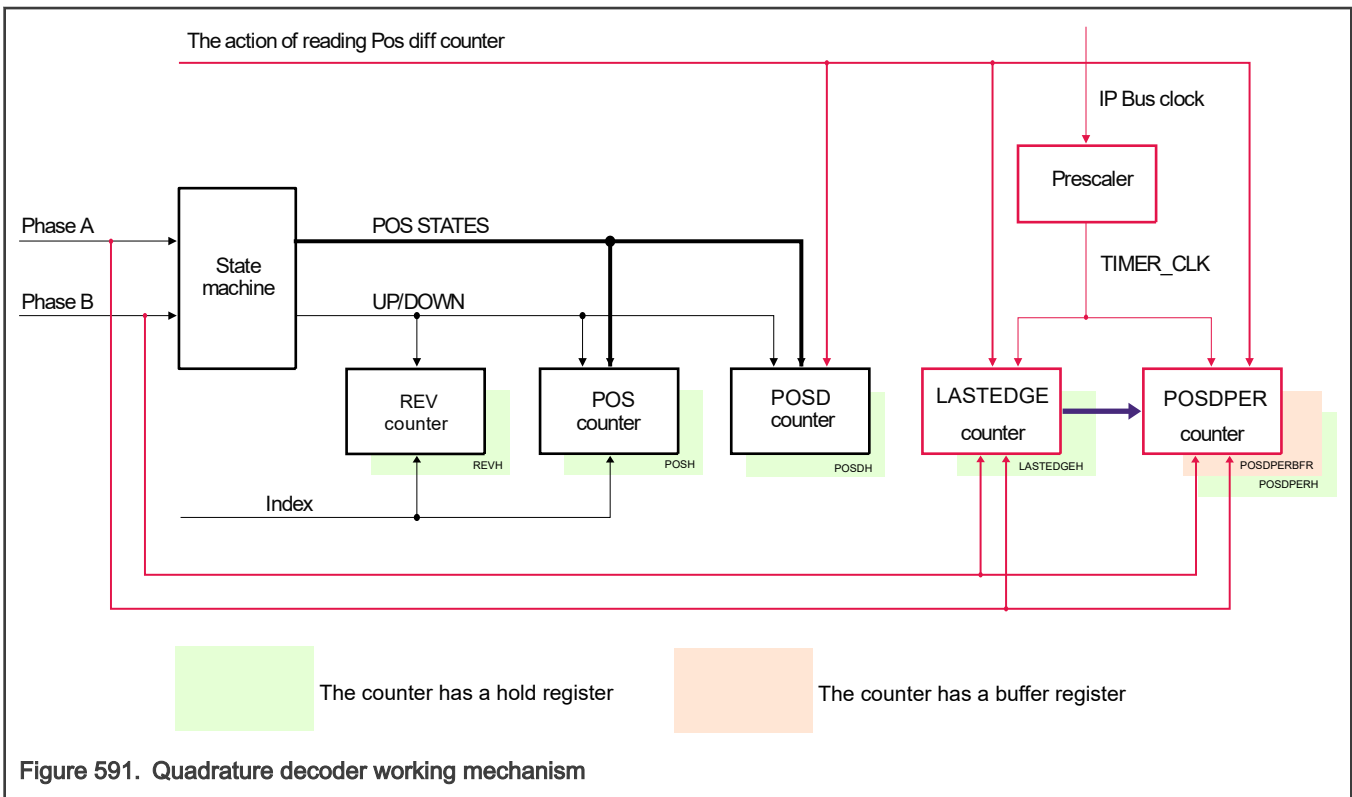 The action of reading Pos diff counter
IP Bus clock
Prescaler
Phase A
POS STATES
State
machine
TIMER_CLK
Phase B
UP/DOWN
REV
counter
REVH
POS
counter
POSH
POSD
counter
POSDH
LASTEDGE
counter
LASTEDGEH
POSDPER
counter
POSDPERBFR
POSDPERH
Index
The counter has a hold register
The counter has a buffer register
Figure 591. Quadrature decoder working mechanism